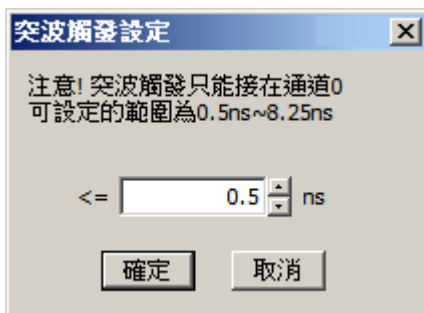 突波觸發設定
注意! 突波觸發只能接在通道0
可設定的範圍為0.5ns~8.25ns
<= 0.5 ns
確定 取消